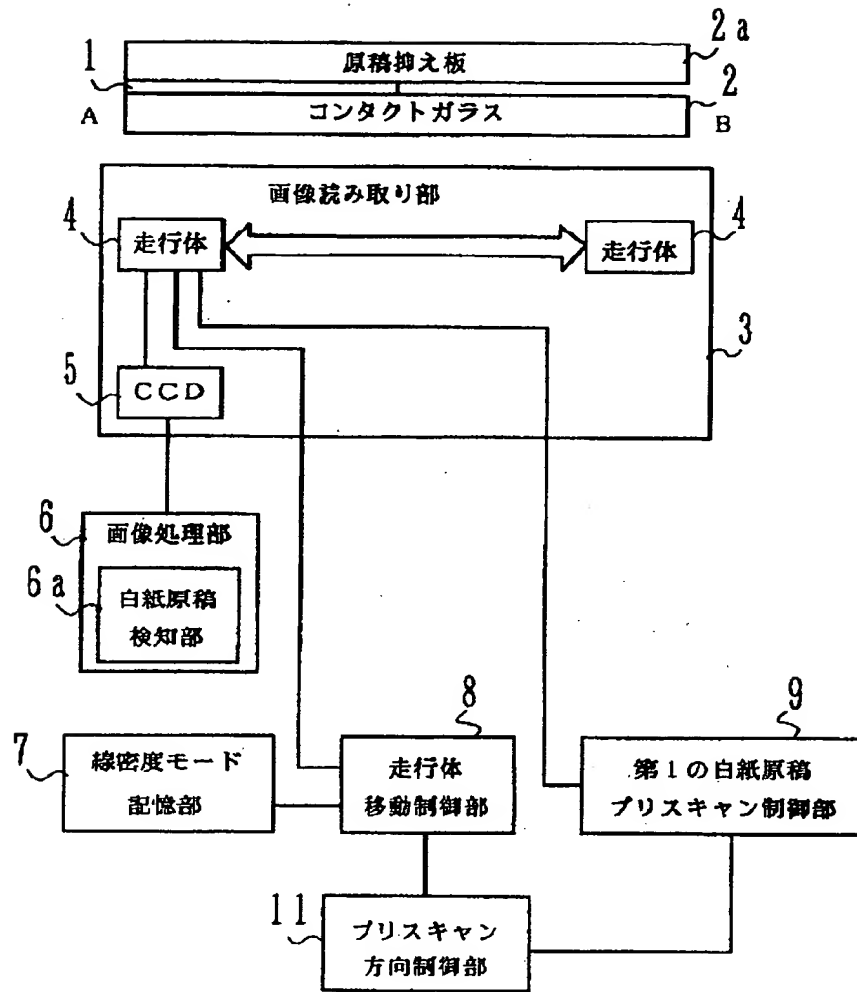 2a
1
原稿抑え板
2
A
コンタクトガラス
B
画像読み取り部
4
走行体
走行体
4
3
5
CCD
6
画像処理部
6a
白紙原稿
検知部
7
線密度モード
記憶部
8
走行体
移動制御部
9
第1の白紙原稿
プリスキャン制御部
11
プリスキャン
方向制御部